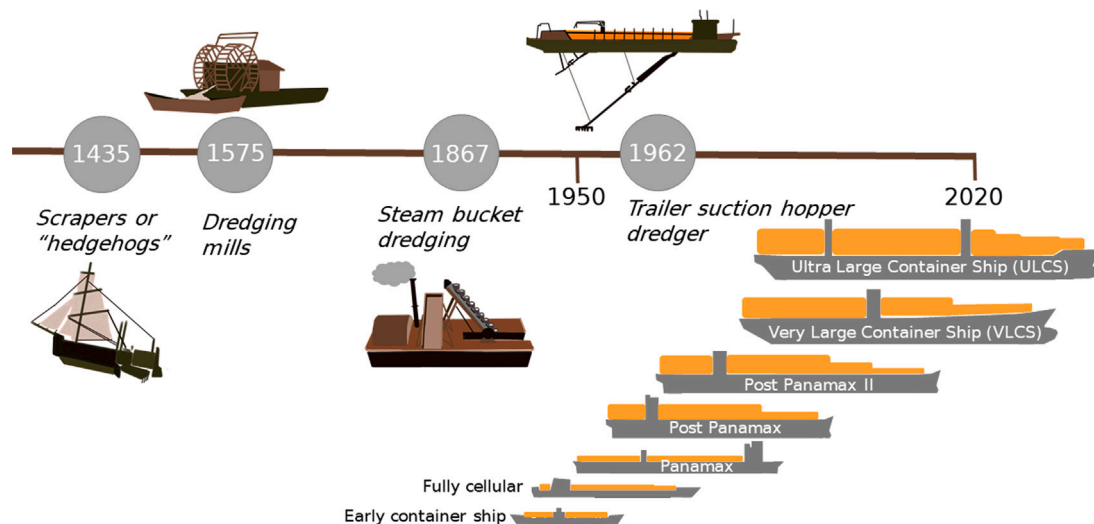 1435
1575
1867
1962
1950
2020
Scrapers or
“hedgehogs”
Dredging
mills
Steam bucket
dredging
Trailer suction hopper
dredger
Ultra Large Container Ship (ULCS)
Very Large Container Ship (VLCS)
Post Panamax II
Post Panamax
Panamax
Fully cellular
Early container ship